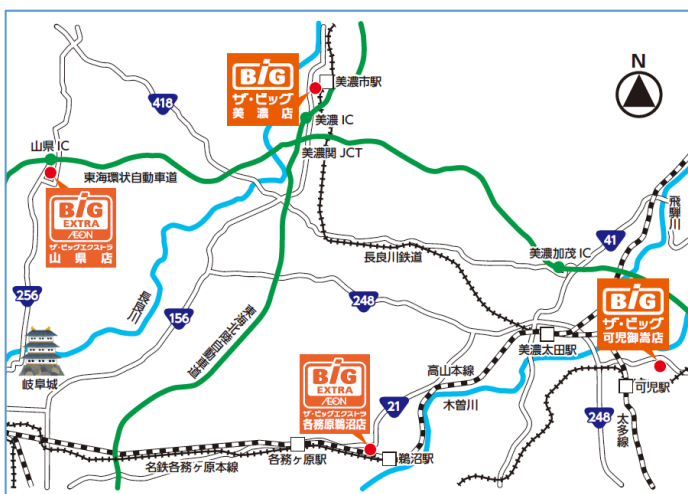 N
BiG
ザ・ビッグ
美濃店
美濃市駅
418
美濃 IC
山県 IC
美濃関 JCT
東海環状自動車道
飛騨川
BiG
EXTRA
ÆON
ザ・ビッグエクストラ
山県店
41
長良川鉄道
美濃加茂 IC
256
長良川
156
248
東海北陸自動車道
BiG
ザ・ビッグ
可児御嵩店
岐阜城
美濃太田駅
BiG
EXTRA
ÆON
ザ・ビッグエクストラ
各務原鵜沼店
高山本線
可児駅
21
木曽川
248
太多線
各務ヶ原駅
鵜沼駅
名鉄各務ヶ原本線